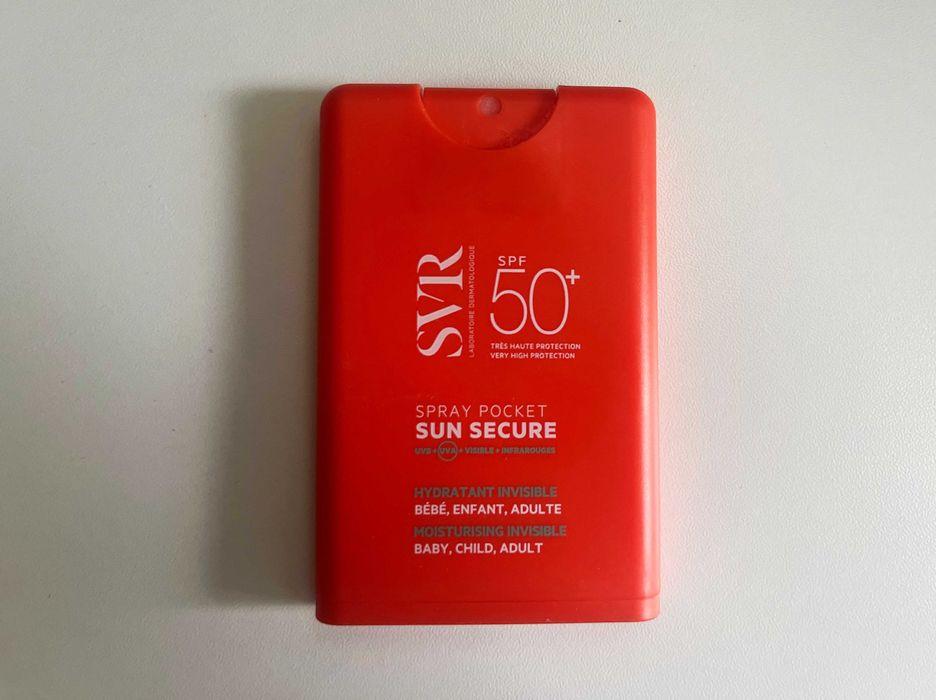 SVR
LABORATOIRE DERMATOLOGIQUE
SPF
50+
TRÈS HAUTE PROTECTION
VERY HIGH PROTECTION
SPRAY POCKET
SUN SECURE
UVB + UVA + VISIBLE + INFRAROUGES
HYDRATANT INVISIBLE
BÉBÉ, ENFANT, ADULTE
MOISTURISING INVISIBLE
BABY, CHILD, ADULT